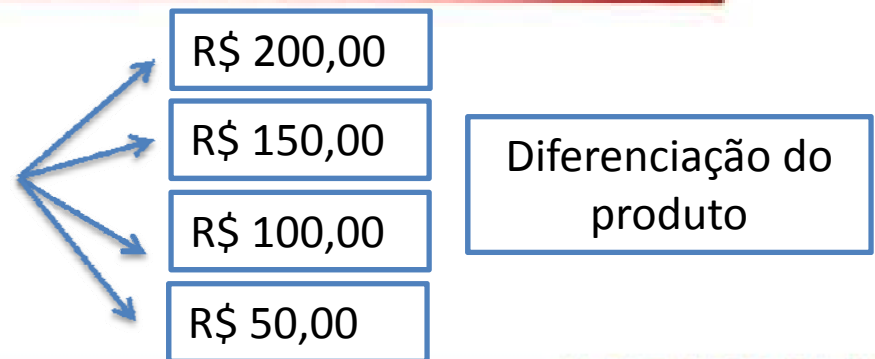 R$ 200,00
R$ 150,00
R$ 100,00
R$ 50,00
Diferenciação do
produto